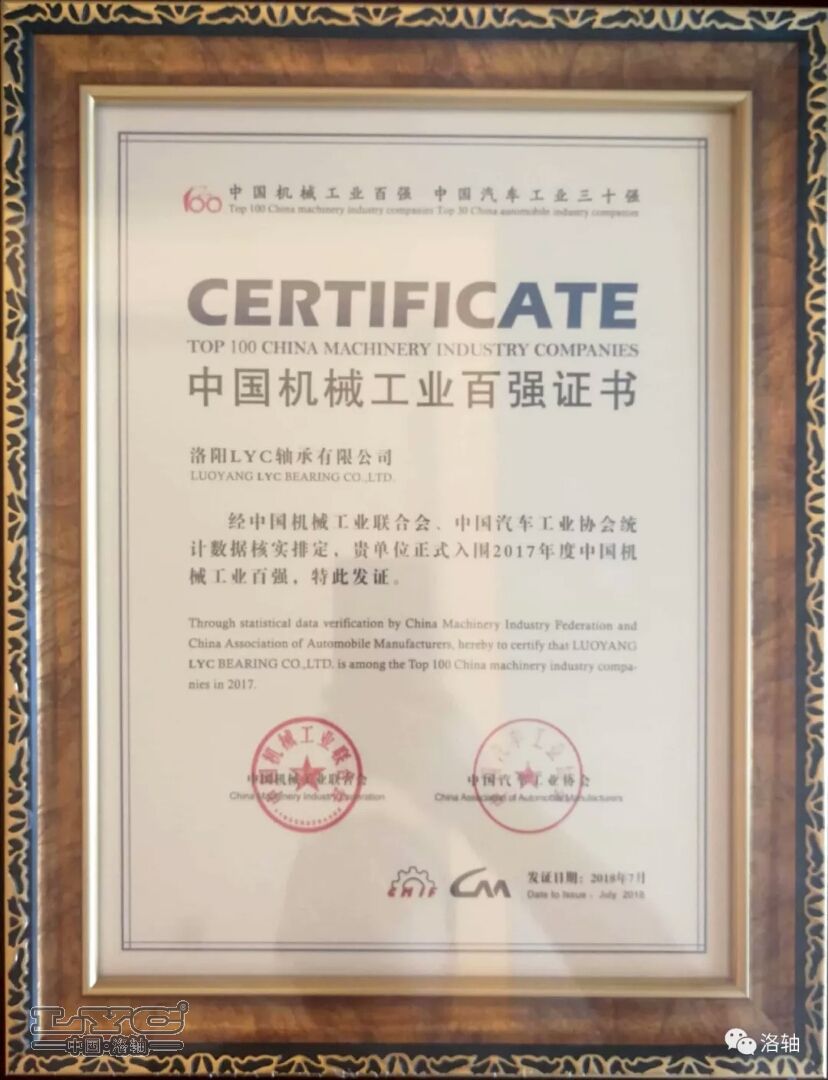 100 中国机械工业百强 中国汽车工业三十强
Top 100 China machinery industry companies Top 30 China automobile industry companies
CERTIFICATE
TOP 100 CHINA MACHINERY INDUSTRY COMPANIES
中国机械工业百强证书
洛阳LYC轴承有限公司
LUOYANG LYC BEARING CO.,LTD.
经中国机械工业联合会、中国汽车工业协会统
计数据核实排定，贵单位正式入围2017年度中国机
械工业百强，特此发证。
Through statistical data verification by China Machinery Industry Federation and
China Association of Automobile Manufacturers, hereby to certify that LUOYANG
LYC BEARING CO.,LTD. is among the Top 100 China machinery industry compa-
nies in 2017.
中国机械工业联合会
China Machinery Industry Federation
中国汽车工业协会
China Association of Automobile Manufacturers
CMIF
发证日期：2018年7月
Date to Issue : July 2018
LYC®
中国·洛轴
洛轴